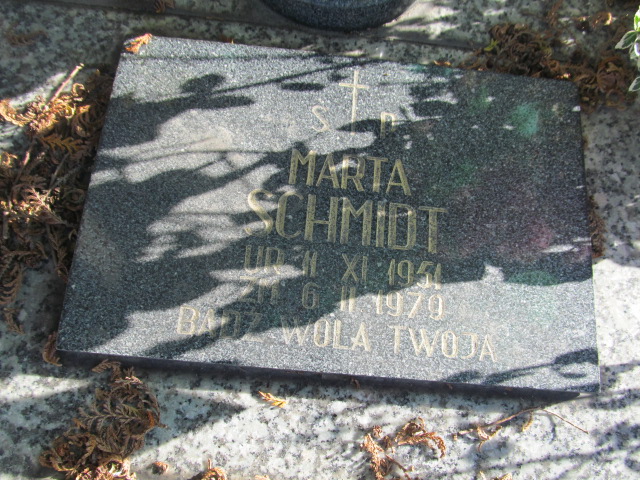 Ś P
MARTA
SCHMIDT
UR 11 XI 1951
ZM 6 II 1979
BĄDŹ WOLA TWOJA